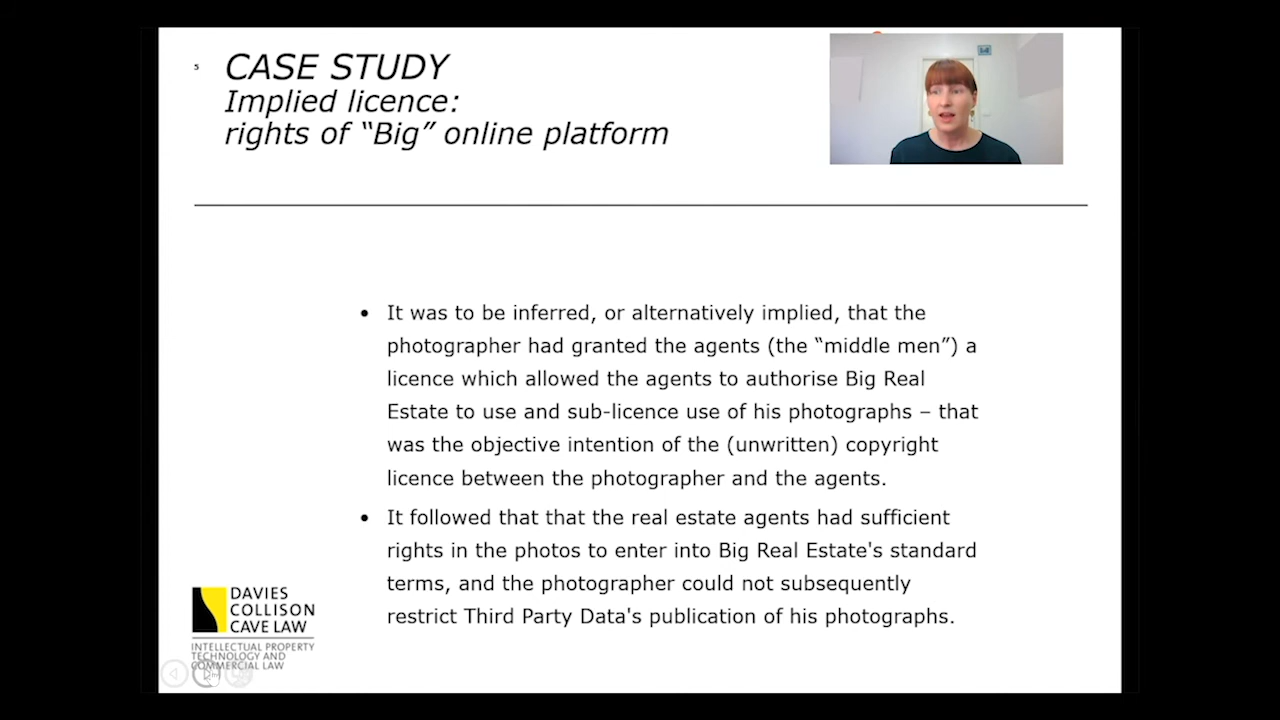 5
CASE STUDY
Implied licence:
rights of “Big” online platform
• It was to be inferred, or alternatively implied, that the
photographer had granted the agents (the “middle men”) a
licence which allowed the agents to authorise Big Real
Estate to use and sub-licence use of his photographs – that
was the objective intention of the (unwritten) copyright
licence between the photographer and the agents.
• It followed that that the real estate agents had sufficient
rights in the photos to enter into Big Real Estate's standard
terms, and the photographer could not subsequently
restrict Third Party Data's publication of his photographs.
DAVIES
COLLISON
CAVE LAW
INTELLECTUAL PROPERTY
TECHNOLOGY AND
COMMERCIAL LAW